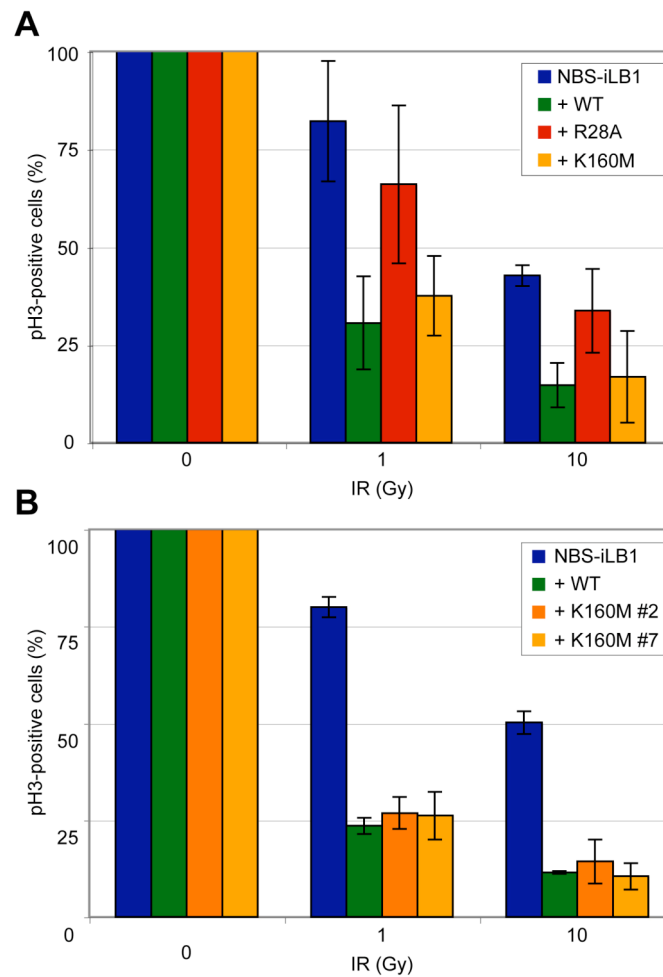 A
100
75
50
25
0
pH3-positive cells (%)
NBS-iLB1
+ WT
+ R28A
+ K160M
0 1 10
IR (Gy)
B
100
75
50
25
0
pH3-positive cells (%)
NBS-iLB1
+ WT
+ K160M #2
+ K160M #7
0 1 10
IR (Gy)